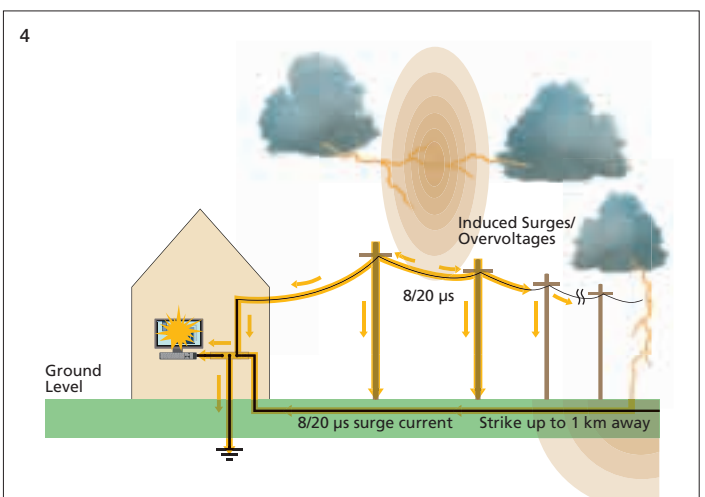 4
Induced Surges/
Overvoltages
8/20 µs
Ground
Level
8/20 µs surge current
Strike up to 1 km away